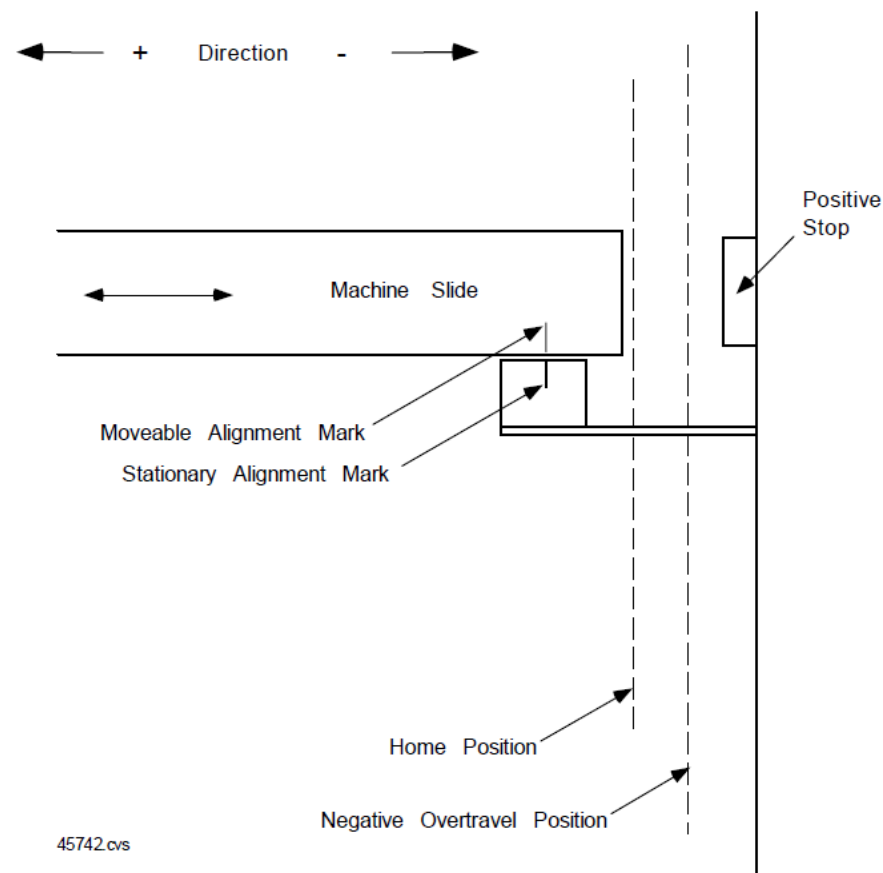 + Direction -
Positive
Stop
Machine Slide
Moveable Alignment Mark
Stationary Alignment Mark
Home Position
Negative Overtravel Position
45742.cvs